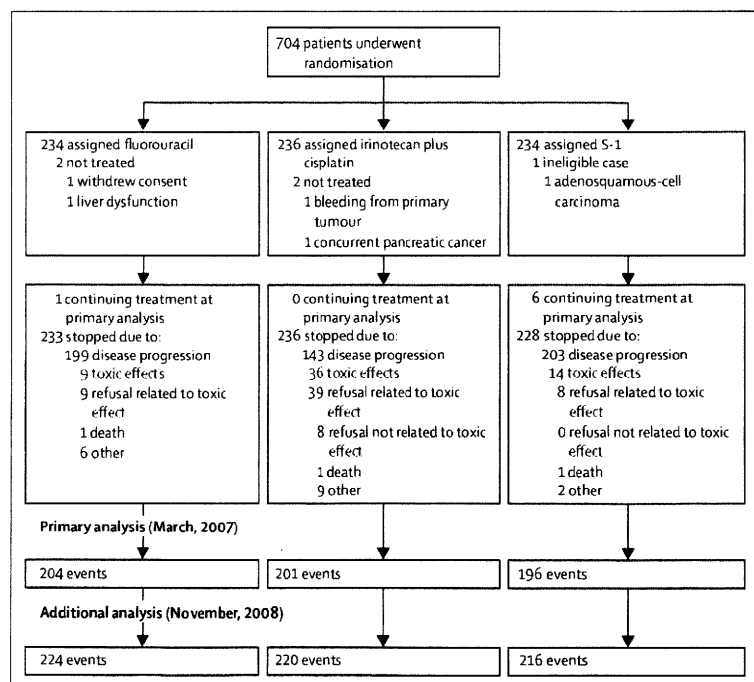 704 patients underwent
randomisation
234 assigned fluorouracil
2 not treated
1 withdrew consent
1 liver dysfunction
236 assigned irinotecan plus
cisplatin
2 not treated
1 bleeding from primary
tumour
1 concurrent pancreatic cancer
234 assigned S-1
1 ineligible case
1 adenosquamous-cell
carcinoma
1 continuing treatment at
primary analysis
233 stopped due to:
199 disease progression
9 toxic effects
9 refusal related to toxic
effect
1 death
6 other
0 continuing treatment at
primary analysis
236 stopped due to:
143 disease progression
36 toxic effects
39 refusal related to toxic
effect
8 refusal not related to toxic
effect
1 death
9 other
6 continuing treatment at
primary analysis
228 stopped due to:
203 disease progression
14 toxic effects
8 refusal related to toxic
effect
0 refusal not related to toxic
effect
1 death
2 other
Primary analysis (March, 2007)
204 events
201 events
196 events
Additional analysis (November, 2008)
224 events
220 events
216 events